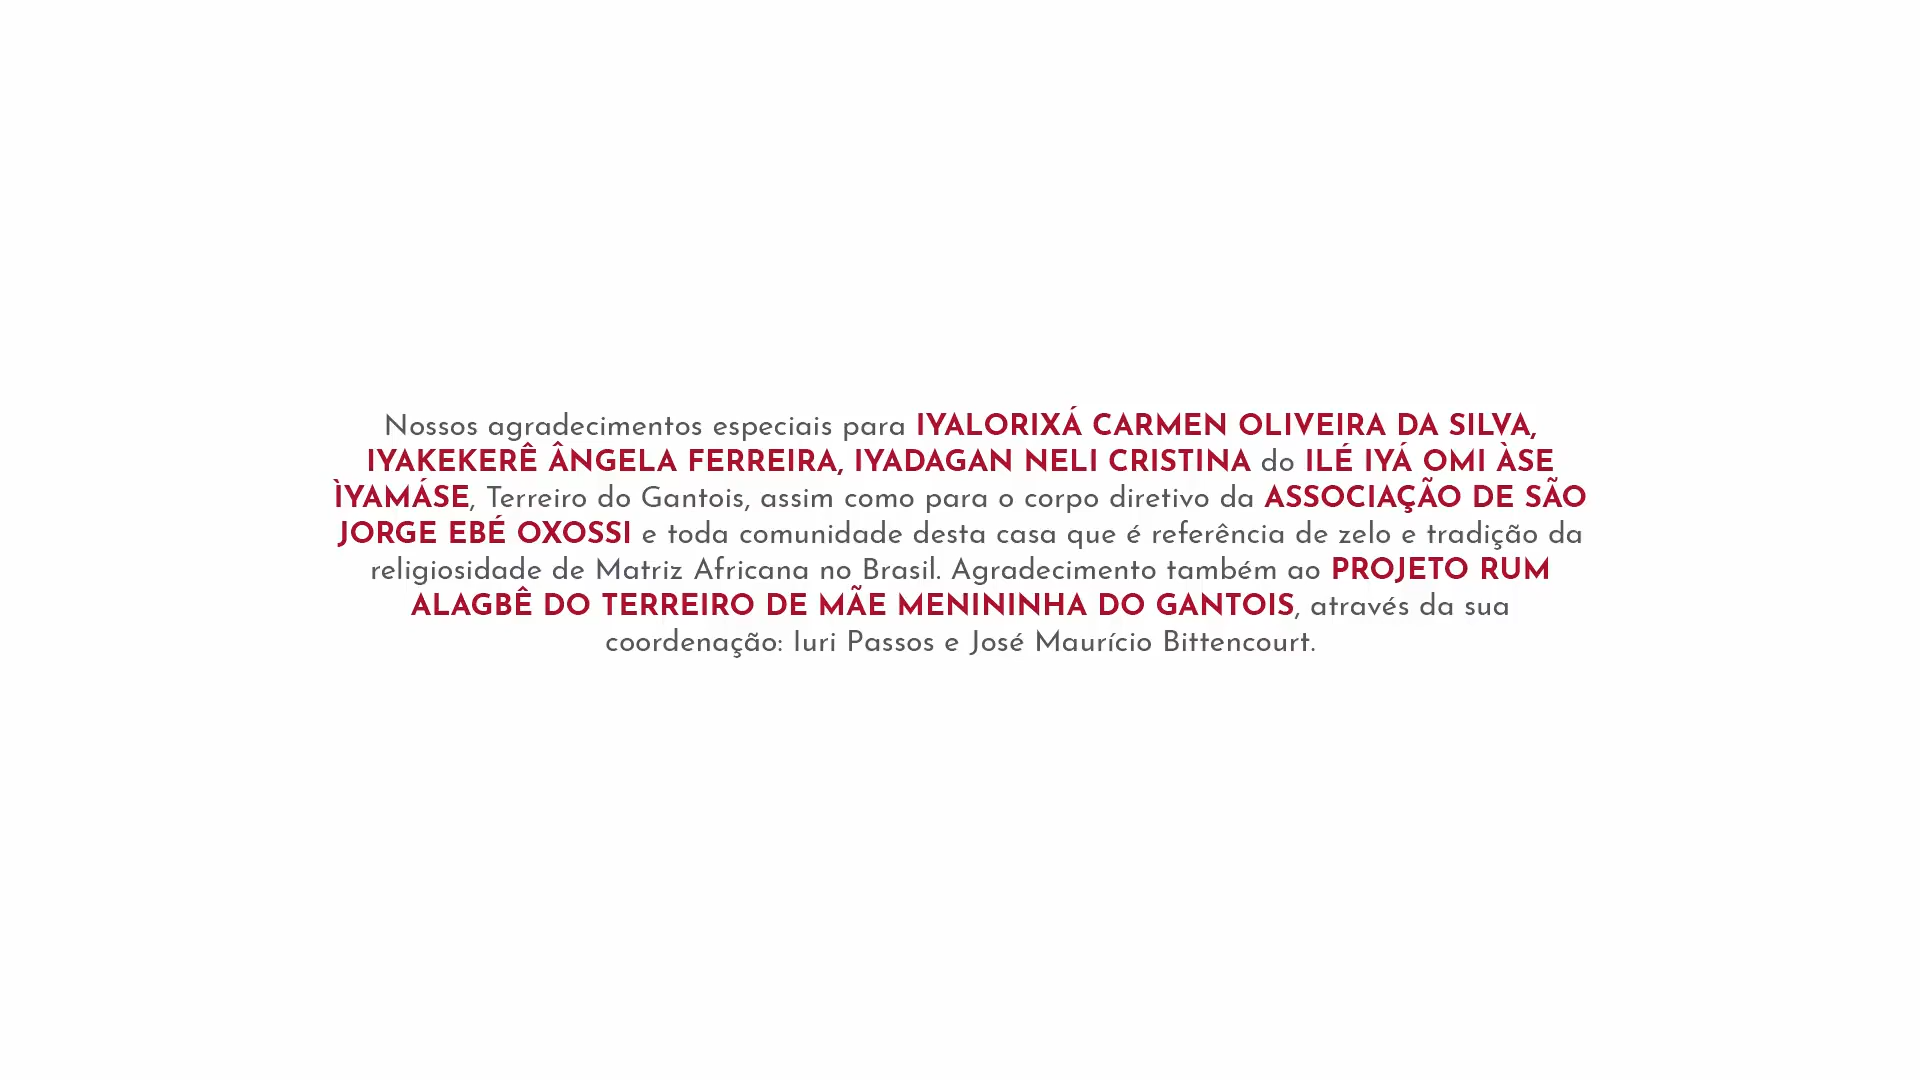 Nossos agradecimentos especiais para IYALORIXÁ CARMEN OLIVEIRA DA SILVA,
IYAKEKERÊ ÂNGELA FERREIRA, IYADAGAN NELI CRISTINA do ILÉ IYÁ OMI ÀSE
ÌYAMÁSE, Terreiro do Gantois, assim como para o corpo diretivo da ASSOCIAÇÃO DE SÃO
JORGE EBÉ OXOSSI e toda comunidade desta casa que é referência de zelo e tradição da
religiosidade de Matriz Africana no Brasil. Agradecimento também ao PROJETO RUM
ALAGBÊ DO TERREIRO DE MÃE MENININHA DO GANTOIS, através da sua
coordenação: Iuri Passos e José Maurício Bittencourt.